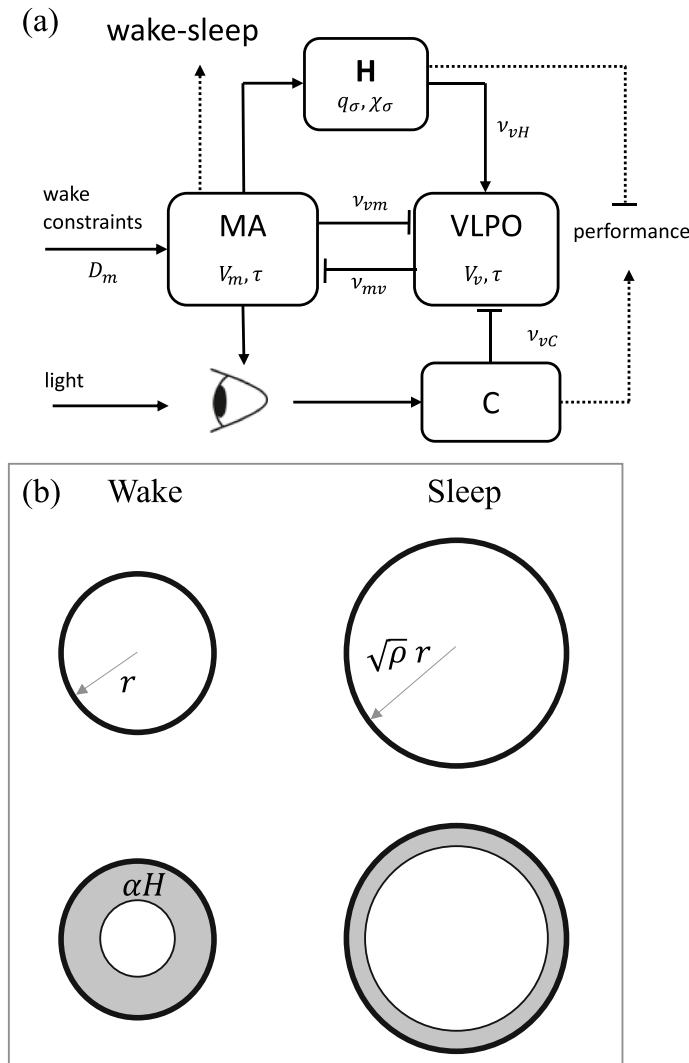 (a)
wake-sleep
H
qσ, χσ
νvH
wake
constraints
Dm
MA
Vm, τ
νvm
νmv
VLPO
Vv, τ
performance
νvC
light
C
(b) Wake Sleep
r
√ρ r
αH